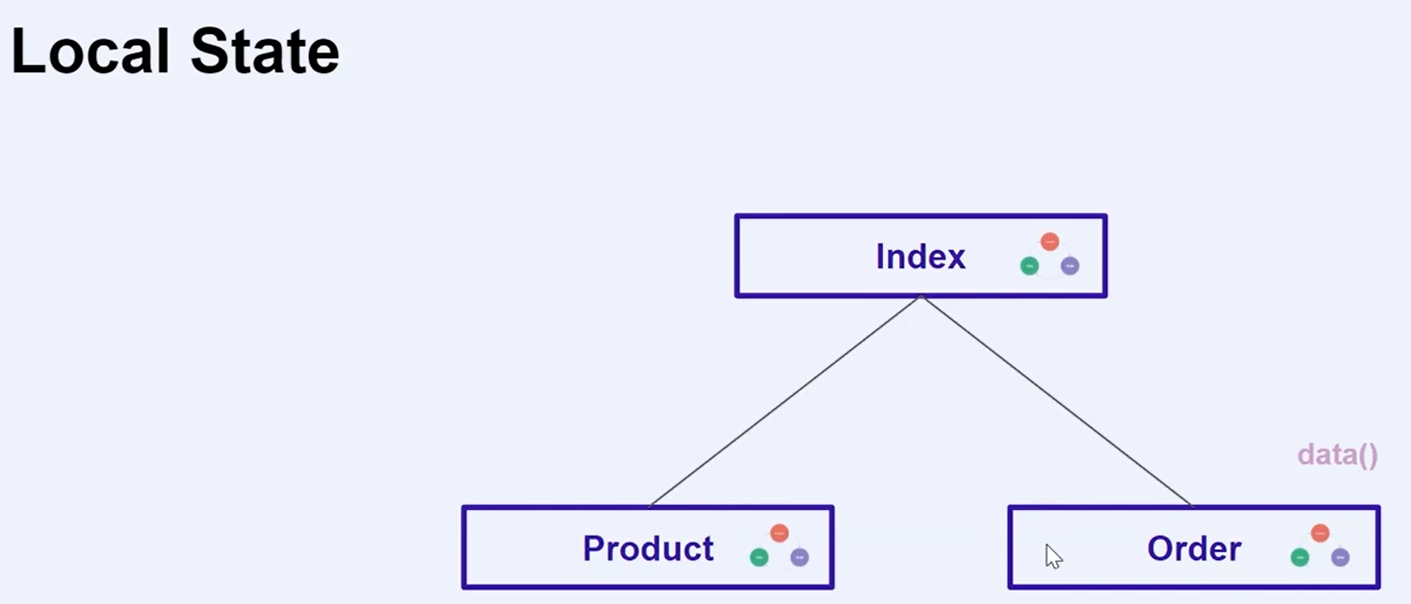 Local State
Index
data()
Product
Order